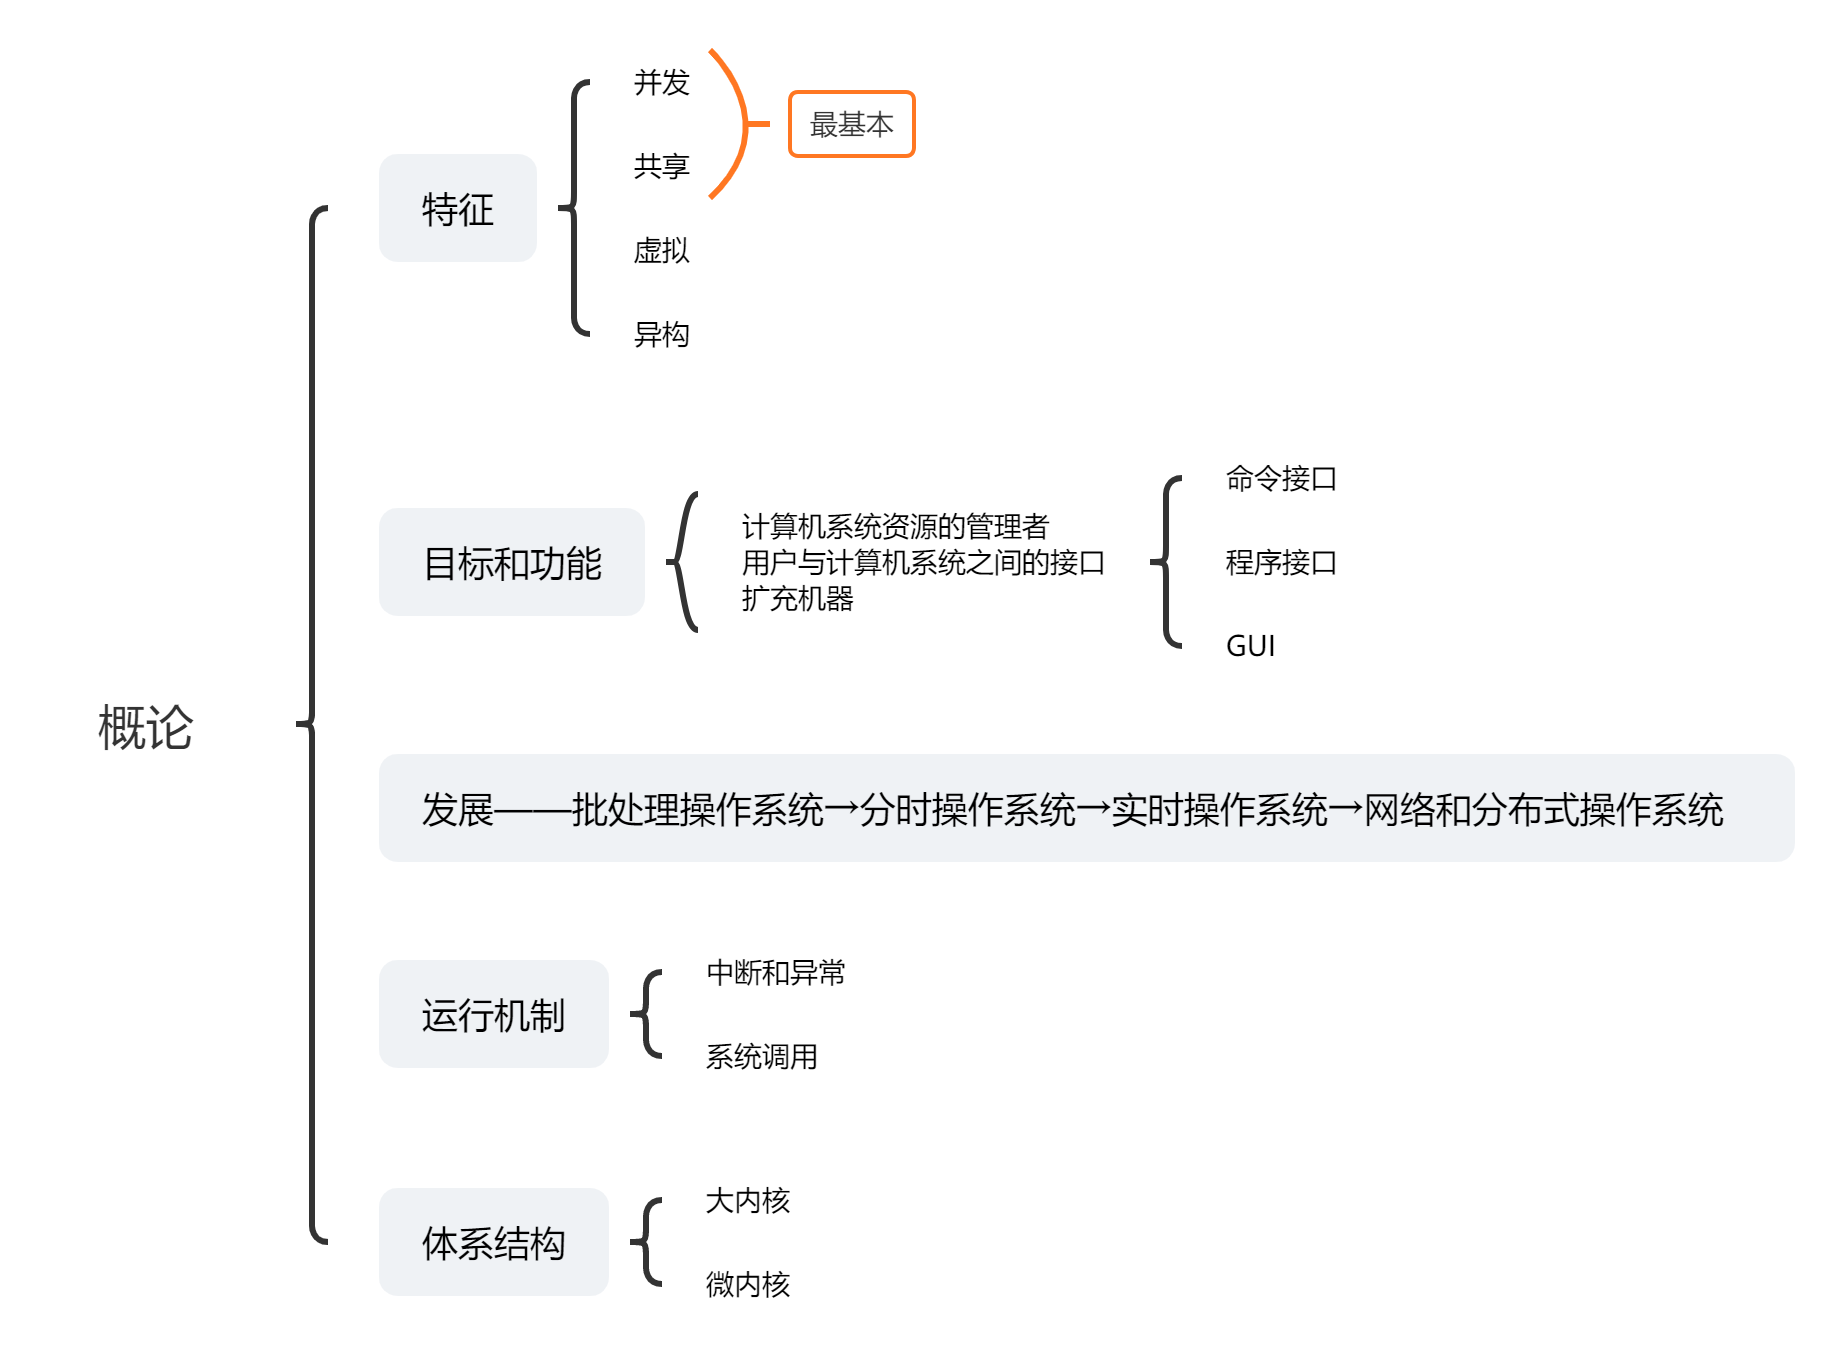 概论
特征
并发
共享
最基本
虚拟
异构
目标和功能
计算机系统资源的管理者
用户与计算机系统之间的接口
扩充机器
命令接口
程序接口
GUI
发展——批处理操作系统→分时操作系统→实时操作系统→网络和分布式操作系统
运行机制
中断和异常
系统调用
体系结构
大内核
微内核